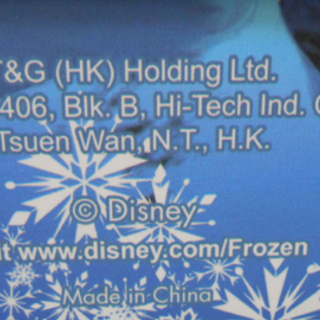 T&G (HK) Holding Ltd.
406, Blk. B, Hi-Tech Ind.
Tsuen Wan, N.T., H.K.
© Disney
www.disney.com/Frozen
Made in China